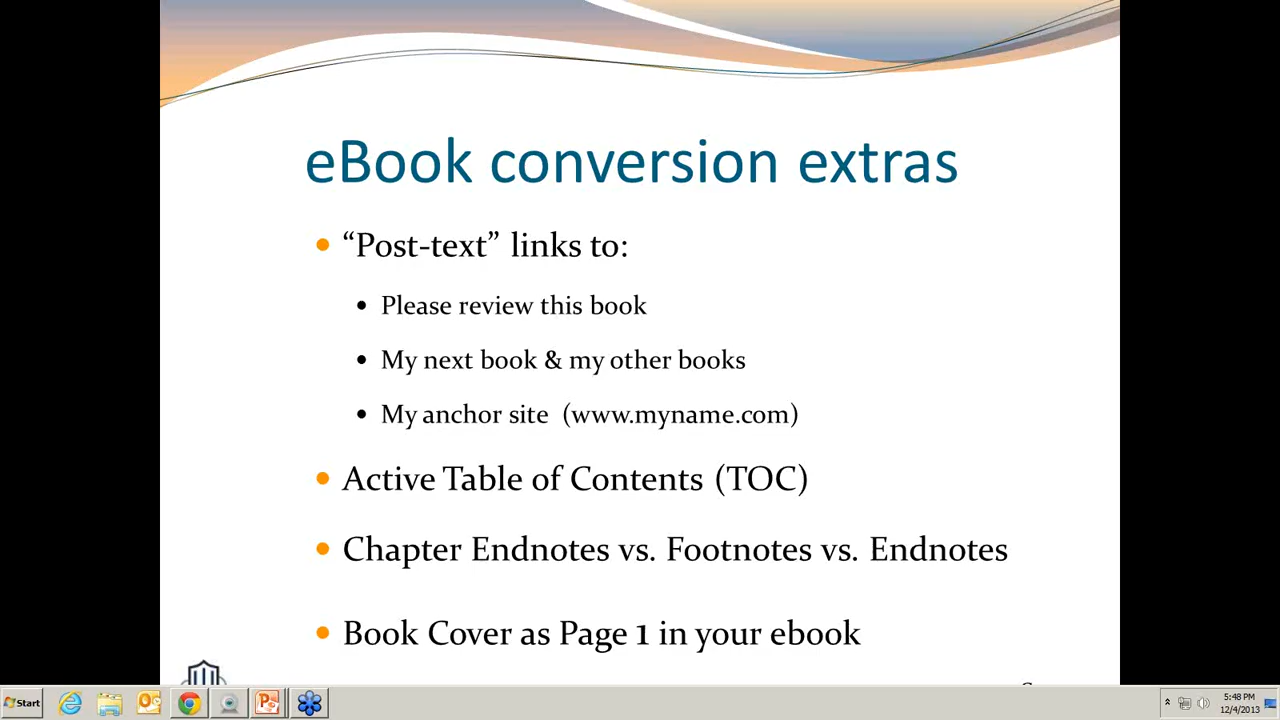 eBook conversion extras
“Post-text” links to:
Please review this book
My next book & my other books
My anchor site (www.myname.com)
Active Table of Contents (TOC)
Chapter Endnotes vs. Footnotes vs. Endnotes
Book Cover as Page 1 in your ebook
Start
5:48 PM
12/4/2013